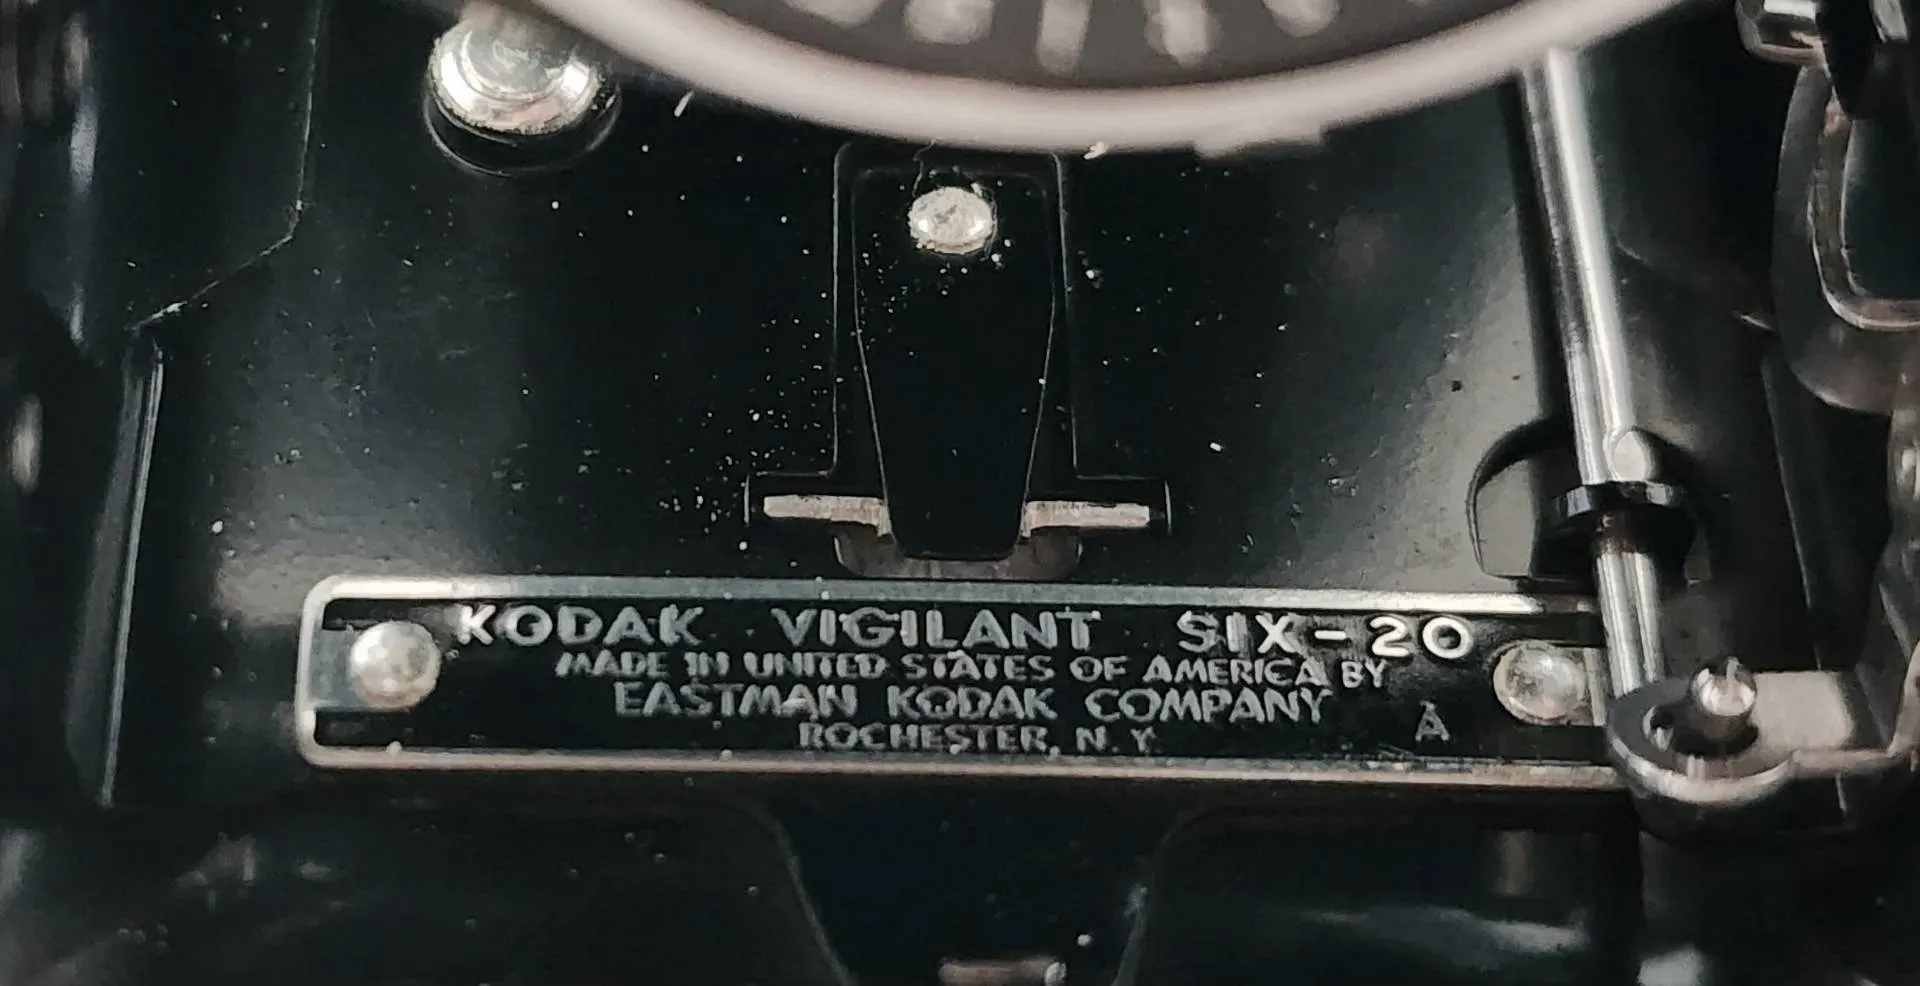 KODAK VIGILANT SIX-20
MADE IN UNITED STATES OF AMERICA BY
EASTMAN KODAK COMPANY
ROCHESTER, N.Y.
A